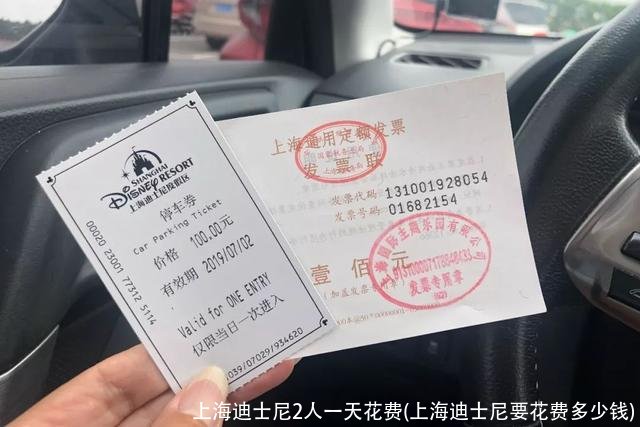 SHANGHAI
DISNEY RESORT
上海迪士尼度假区
停车券
Car Parking Ticket
价格 100.00元
有效期 2019/07/02
Valid for ONE ENTRY
仅限当日一次进入
00020 23001 77312 5114
039/07029/934620
上海通用定额发票
发票联
发票代码 131001928054
发票号码 01682154
壹佰元
发票专用章
上海迪士尼2人一天花费(上海迪士尼要花费多少钱)